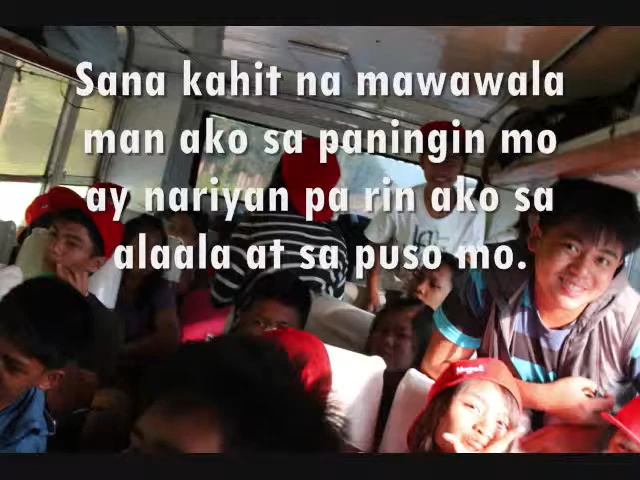 Sana kahit na mawawala
man ako sa paningin mo
ay nariyan pa rin ako sa
alaala at sa puso mo.